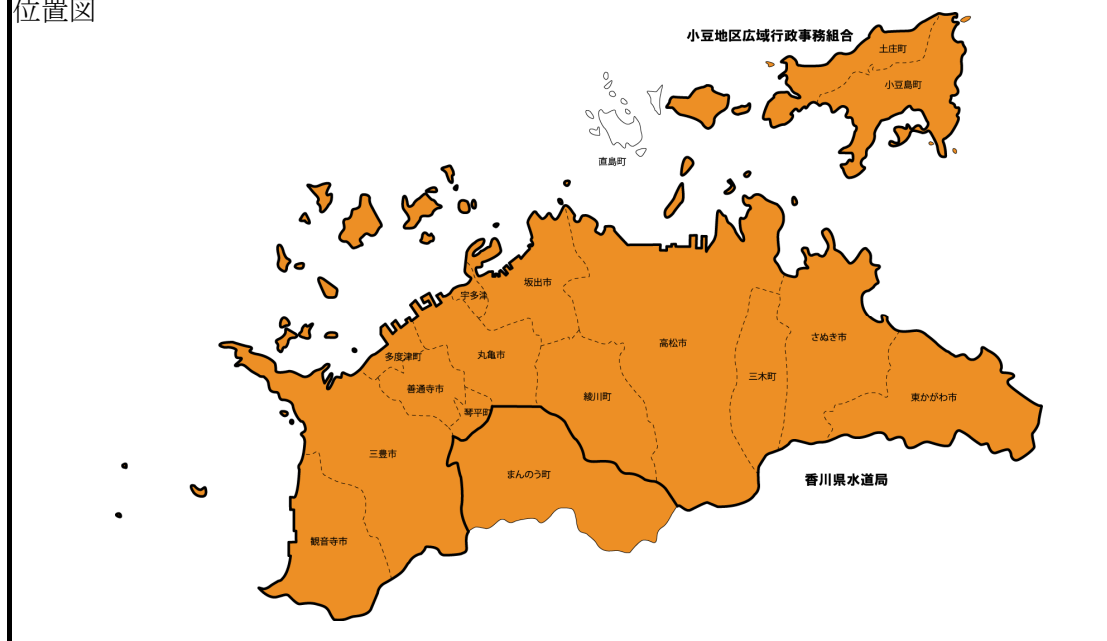 位置図
小豆地区広域行政事務組合
土庄町
小豆島町
直島町
坂出市
宇多津
高松市
さぬき市
丸亀市
多度津町
三木町
善通寺市
綾川町
東かがわ市
琴平町
三豊市
まんのう町
香川県水道局
観音寺市